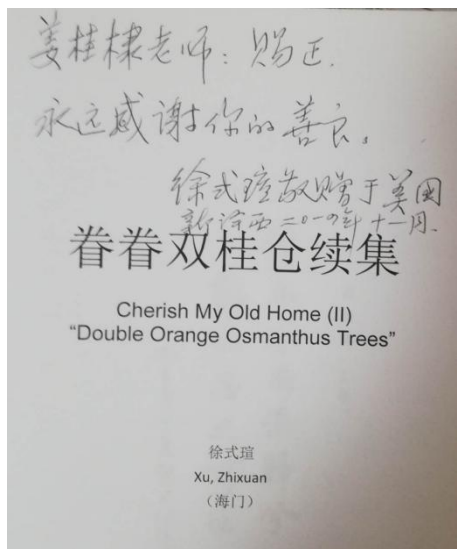 姜桂棣老师：赐正.
永远感谢你的善良。
徐式瑄敬赠于美国
新泽西二〇一四年十一月.
眷眷双桂仓续集
Cherish My Old Home (II)
“Double Orange Osmanthus Trees”
徐式瑄
Xu, Zhixuan
（海门）